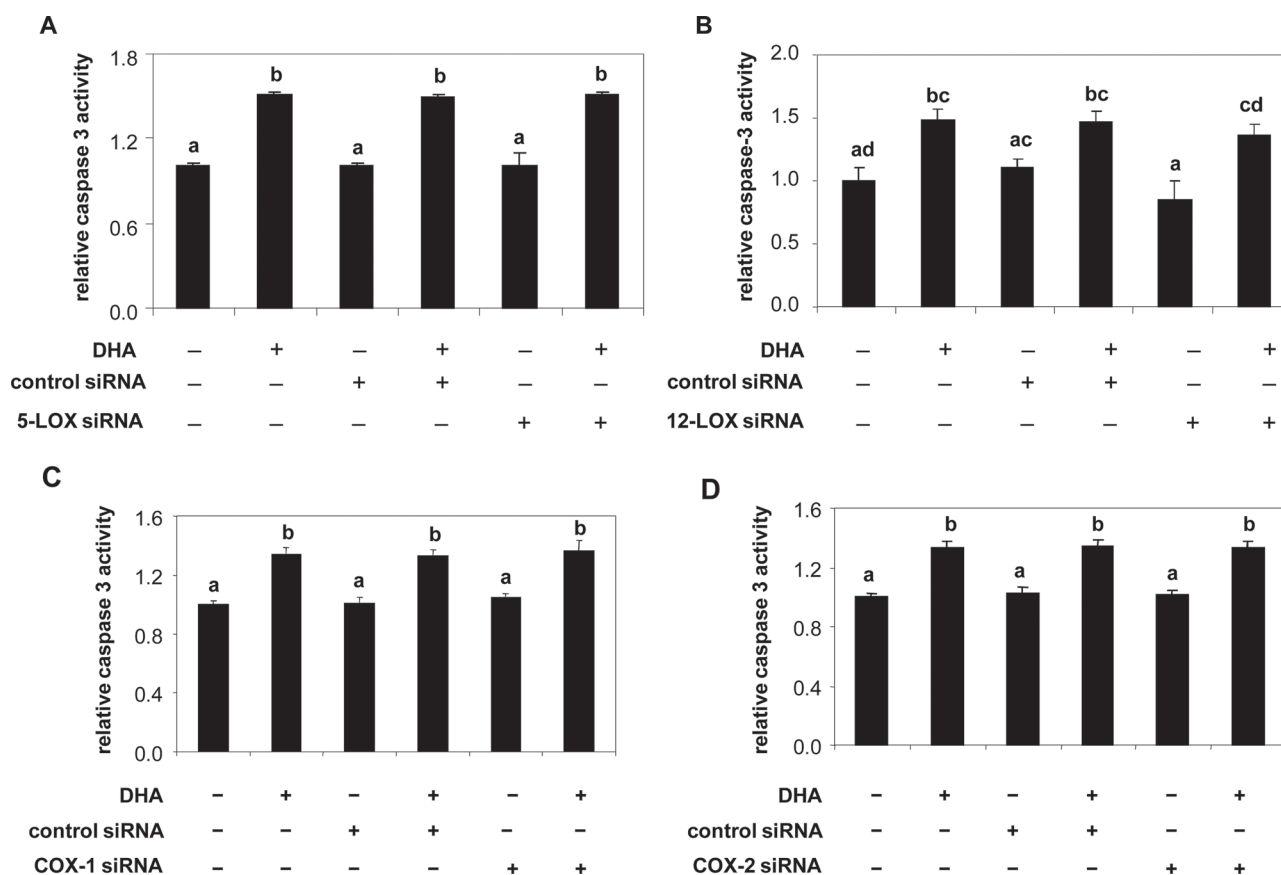 A
relative caspase 3 activity
1.8
1.2
0.6
0.0
a b a b a b
DHA – + – + – +
control siRNA – – + + – –
5-LOX siRNA – – – – + +
B
relative caspase-3 activity
2.0
1.5
1.0
0.5
0.0
ad bc ac bc a cd
DHA – + – + – +
control siRNA – – + + – –
12-LOX siRNA – – – – + +
C
relative caspase 3 activity
1.6
1.2
0.8
0.4
0.0
a b a b a b
DHA – + – + – +
control siRNA – – + + – –
COX-1 siRNA – – – – + +
D
relative caspase 3 activity
1.6
1.2
0.8
0.4
0.0
a b a b a b
DHA – + – + – +
control siRNA – – + + – –
COX-2 siRNA – – – – + +